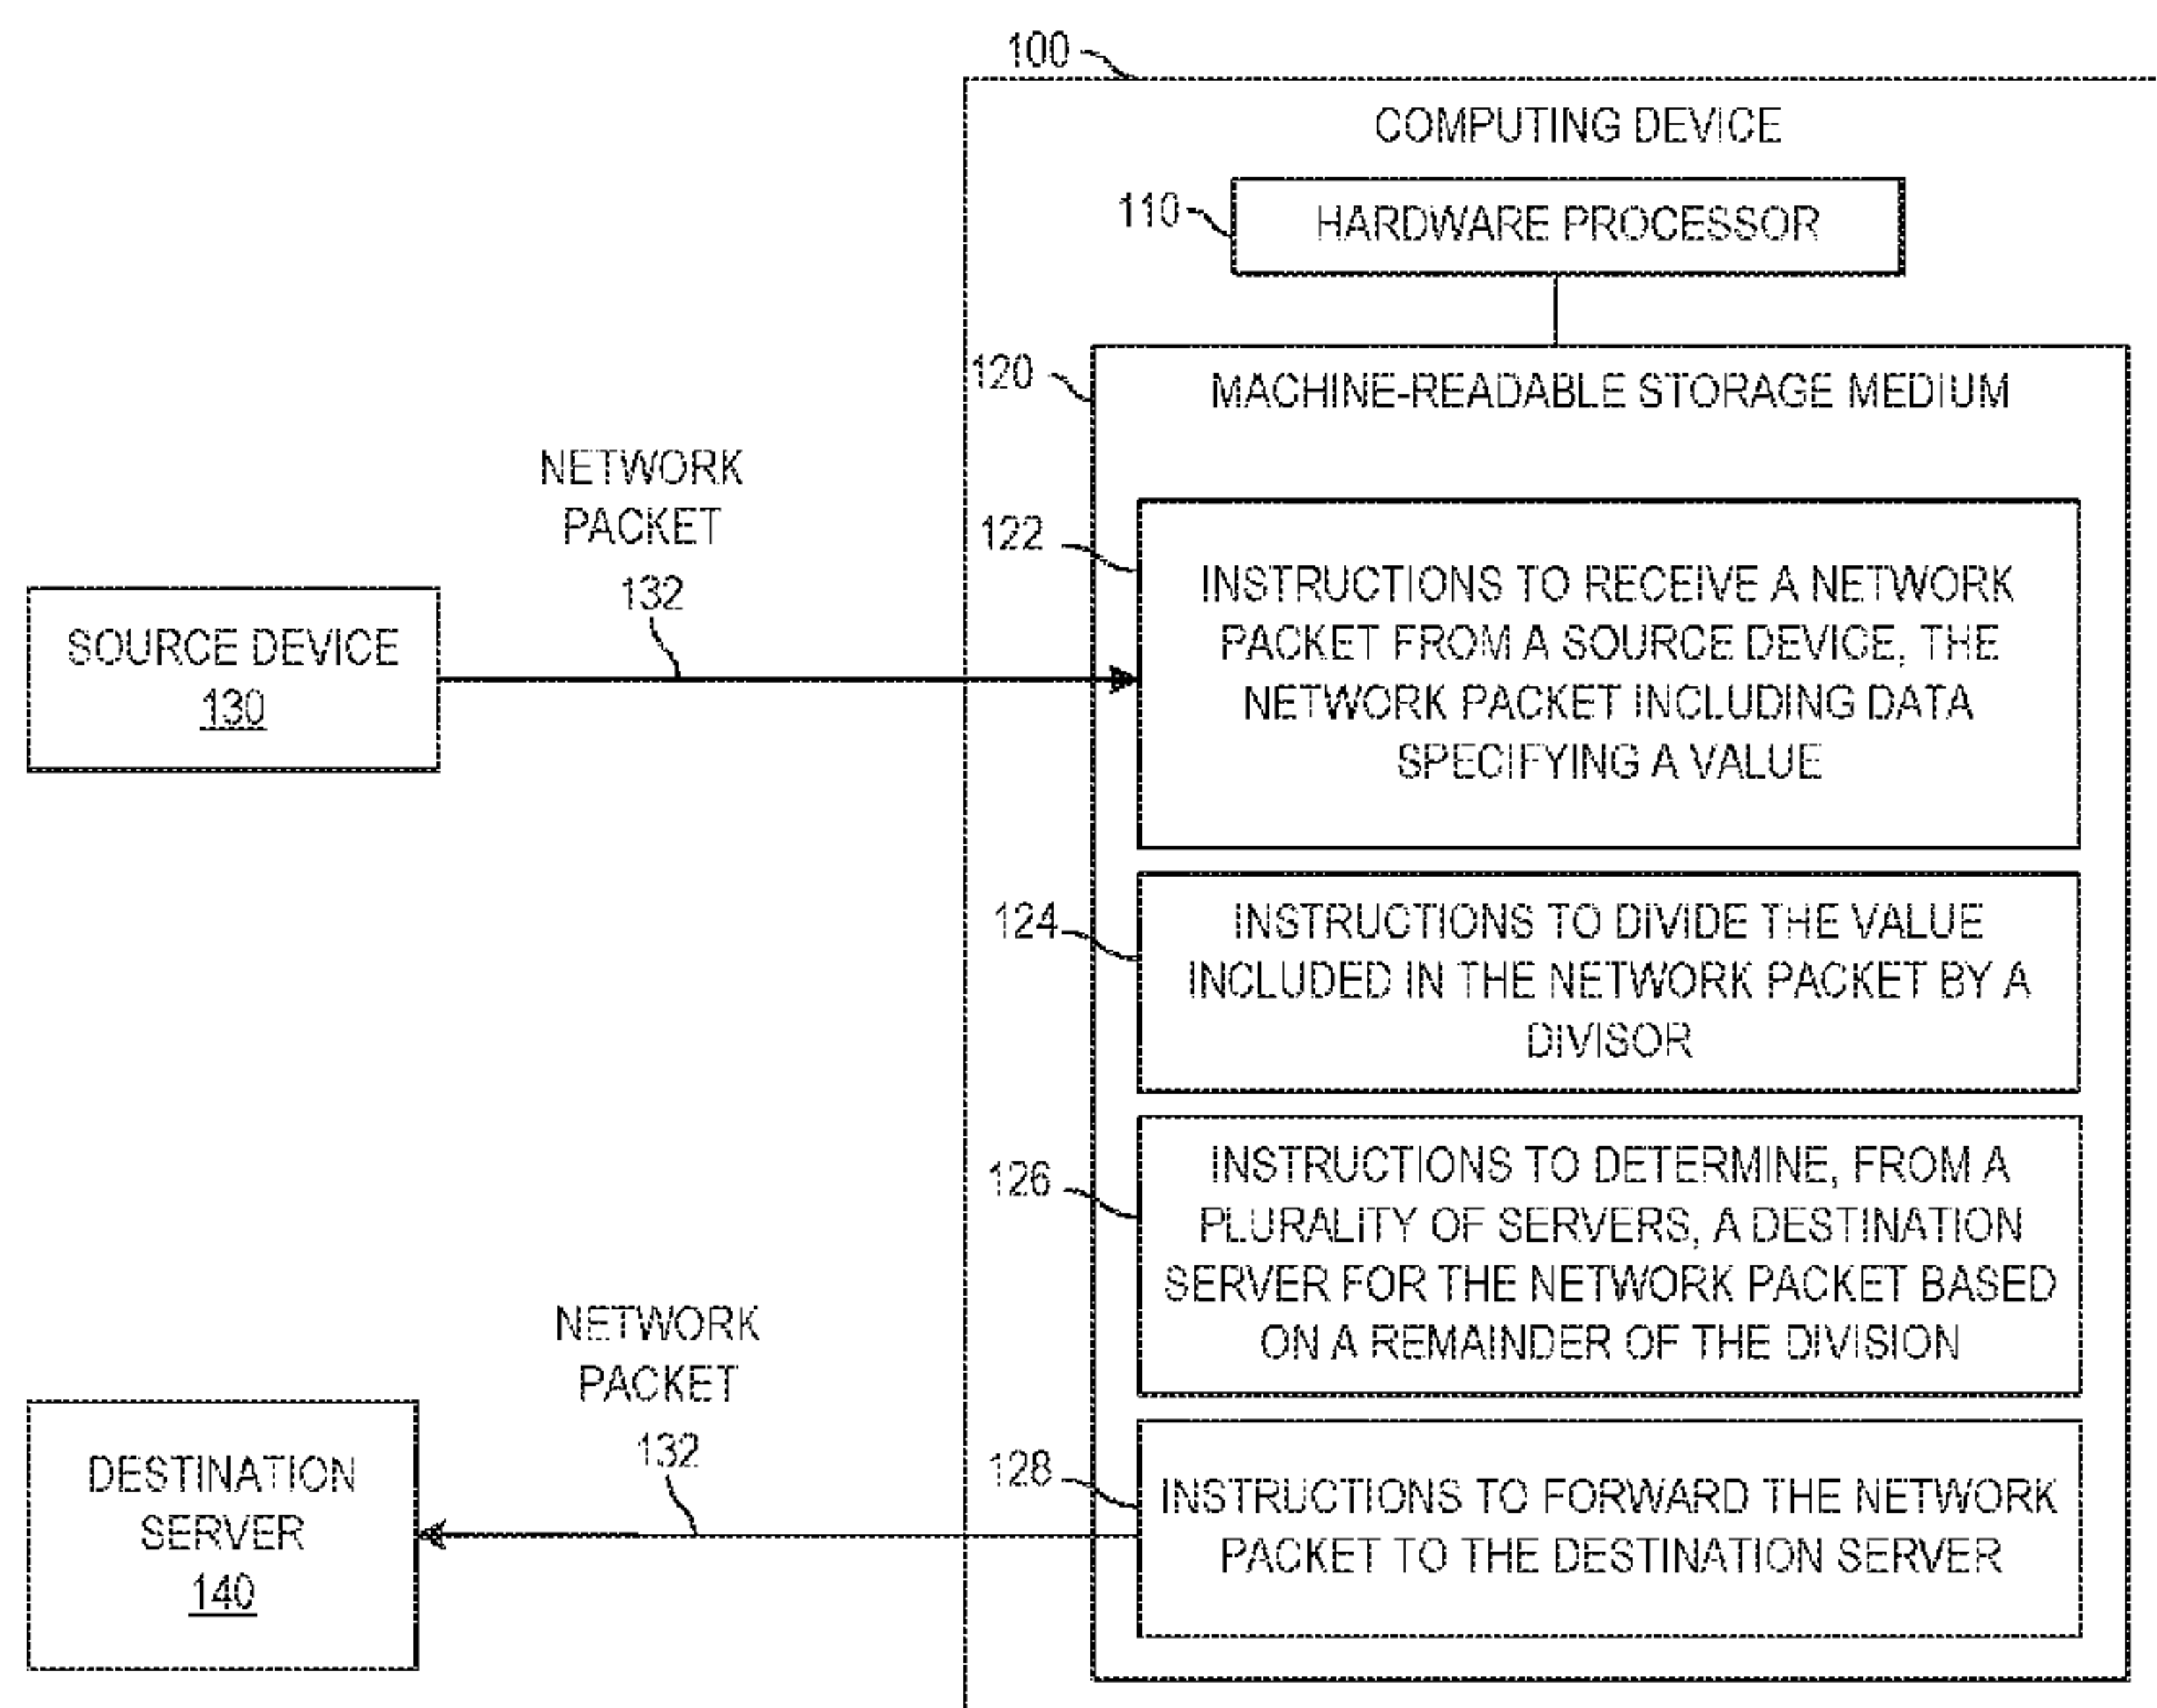 100
COMPUTING DEVICE
110
HARDWARE PROCESSOR
120
MACHINE-READABLE STORAGE MEDIUM
NETWORK
PACKET
132
SOURCE DEVICE
130
122
INSTRUCTIONS TO RECEIVE A NETWORK
PACKET FROM A SOURCE DEVICE, THE
NETWORK PACKET INCLUDING DATA
SPECIFYING A VALUE
124
INSTRUCTIONS TO DIVIDE THE VALUE
INCLUDED IN THE NETWORK PACKET BY A
DIVISOR
126
INSTRUCTIONS TO DETERMINE, FROM A
PLURALITY OF SERVERS, A DESTINATION
SERVER FOR THE NETWORK PACKET BASED
ON A REMAINDER OF THE DIVISION
NETWORK
PACKET
132
DESTINATION
SERVER
140
128
INSTRUCTIONS TO FORWARD THE NETWORK
PACKET TO THE DESTINATION SERVER